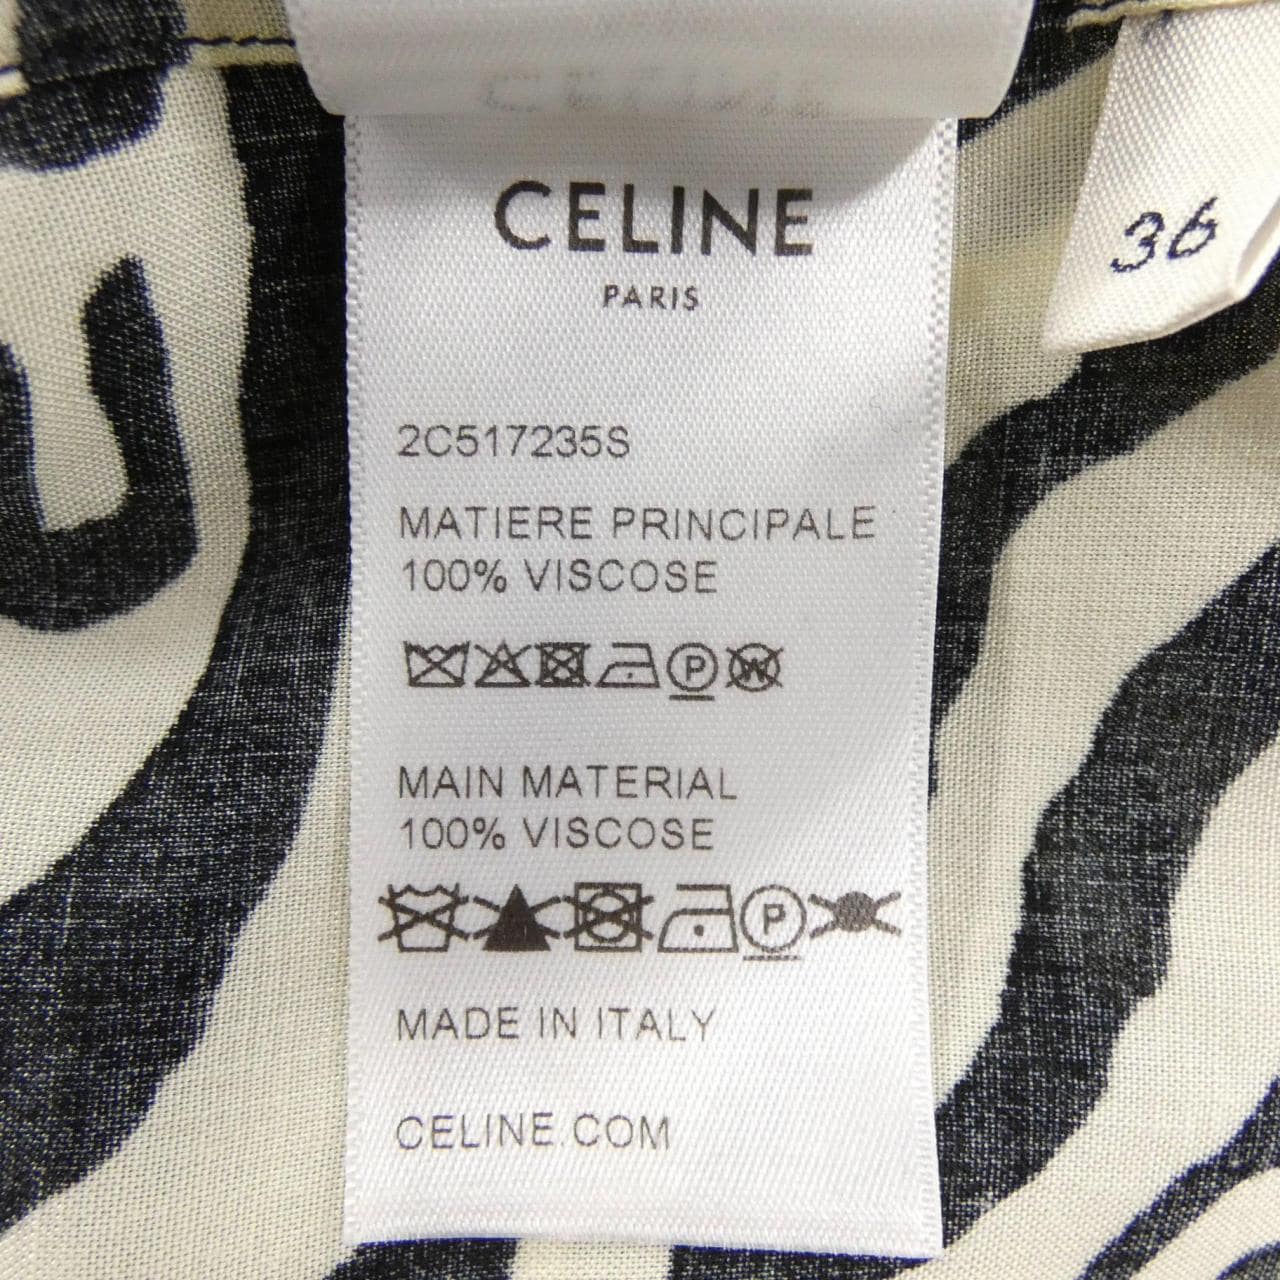 CELINE
PARIS
36
2C517235S
MATIERE PRINCIPALE
100% VISCOSE
P W
MAIN MATERIAL
100% VISCOSE
P
MADE IN ITALY
CELINE.COM